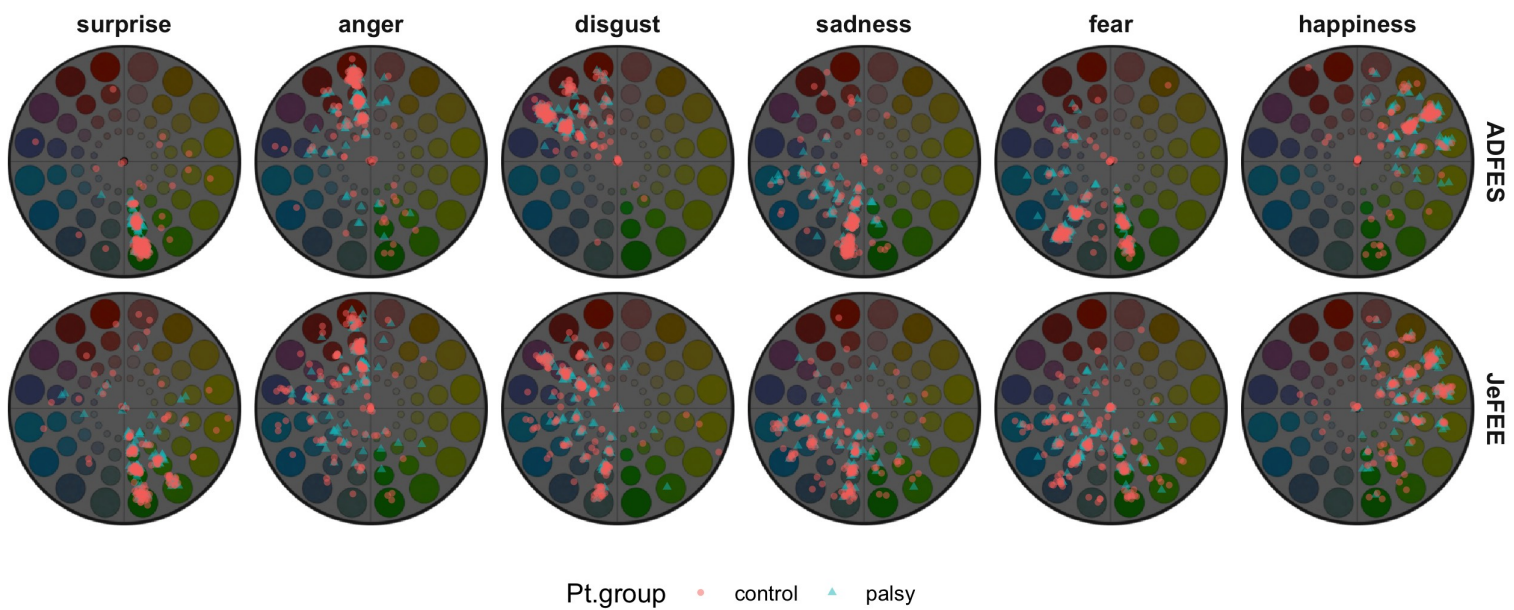 surprise anger disgust sadness fear happiness
ADFES
JeFEE
Pt.group control palsy